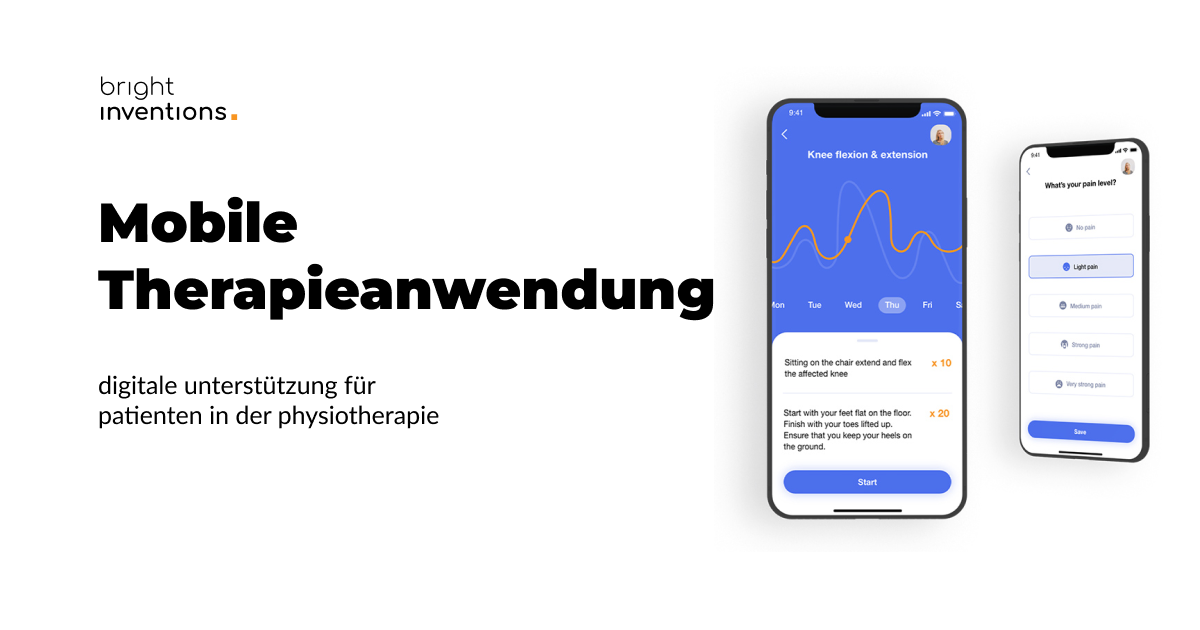 bright
inventions.
Mobile
Therapieanwendung
digitale unterstützung für
patienten in der physiotherapie
9:41
Knee flexion & extension
Mon Tue Wed Thu Fri Sa
Sitting on the chair extend and flex
the affected knee
x 10
Start with your feet flat on the floor.
Finish with your toes lifted up.
Ensure that you keep your heels on
the ground.
x 20
Start
9:41
What's your pain level?
No pain
Light pain
Medium pain
Strong pain
Very strong pain
Save